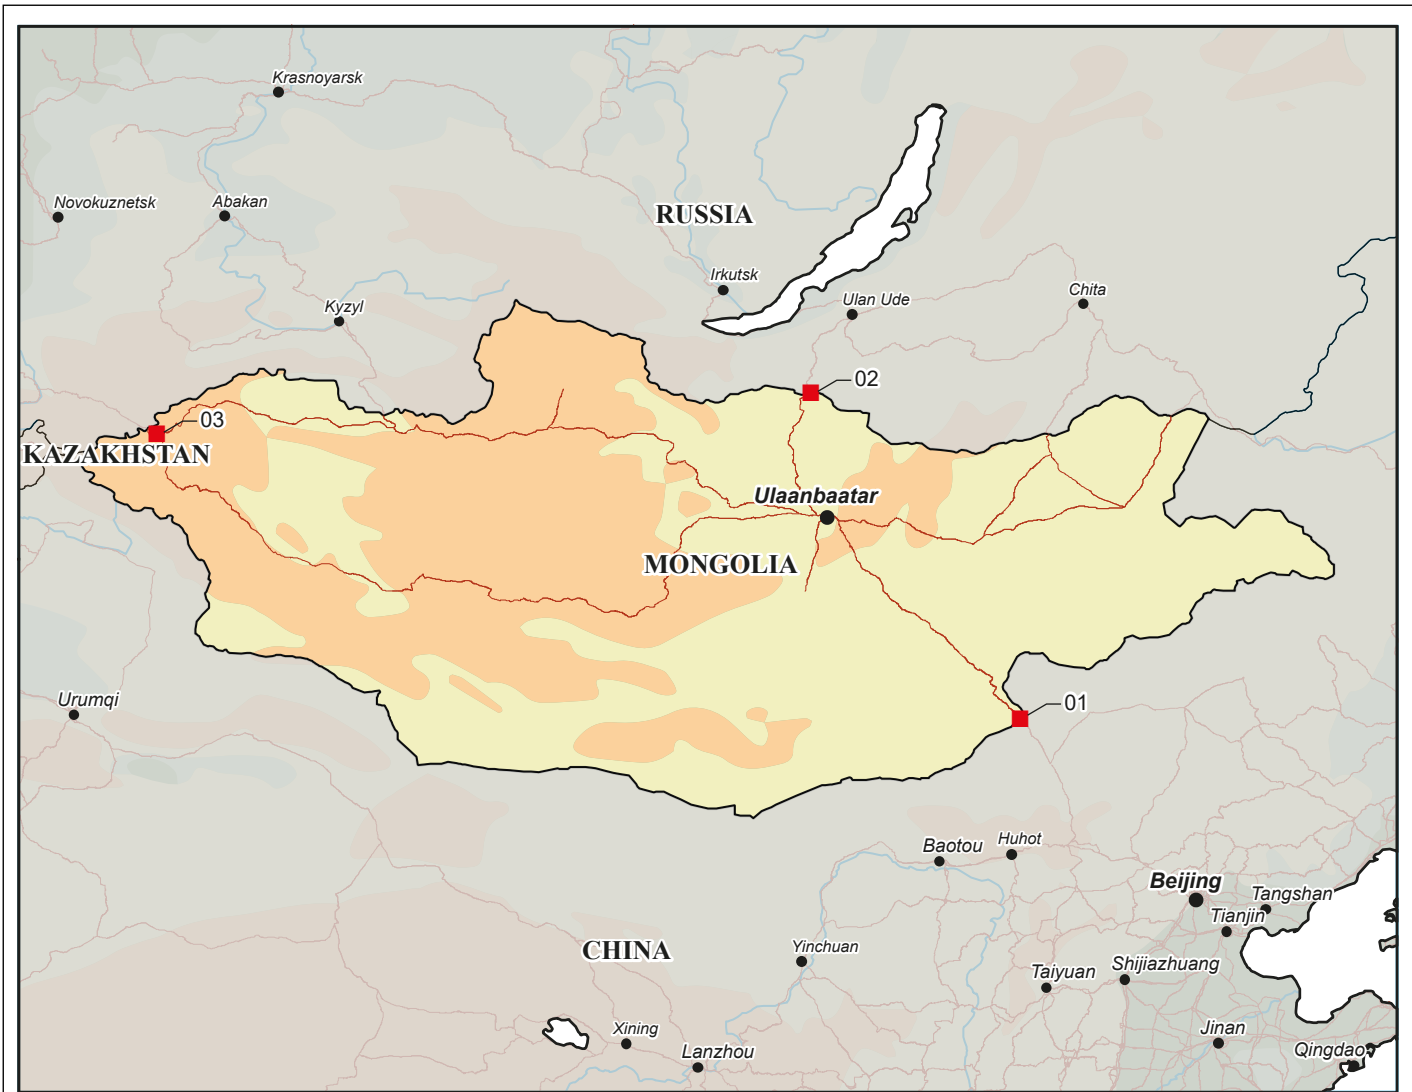 Krasnoyarsk
Novokuznetsk
Abakan
RUSSIA
Irkutsk
Ulan Ude
Chita
Kyzyl
02
03
KAZAKHSTAN
Ulaanbaatar
MONGOLIA
Urumqi
01
Baotou
Huhot
Beijing
Tangshan
Tianjin
CHINA
Yinchuan
Taiyuan
Shijiazhuang
Xining
Lanzhou
Jinan
Qingdao